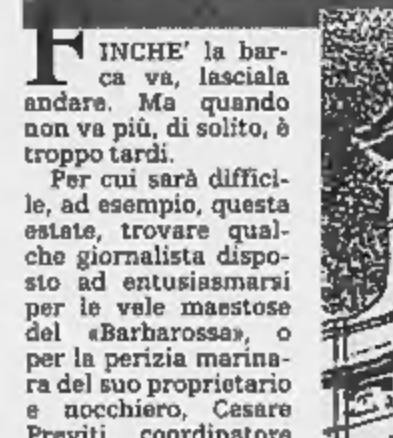 FINCHE' la bar-
ca va, lasciala
andare. Ma quando
non va più, di solito, è
troppo tardi.
Per cui sarà diffici-
le, ad esempio, questa
estate, trovare qual-
che giornalista dispo-
sto ad entusiasmarsi
per le vele maestose
del «Barbarossa», o
per la perizia marina-
ra del suo proprietario
e nocchiero, Cesare
Previti, coordinatore